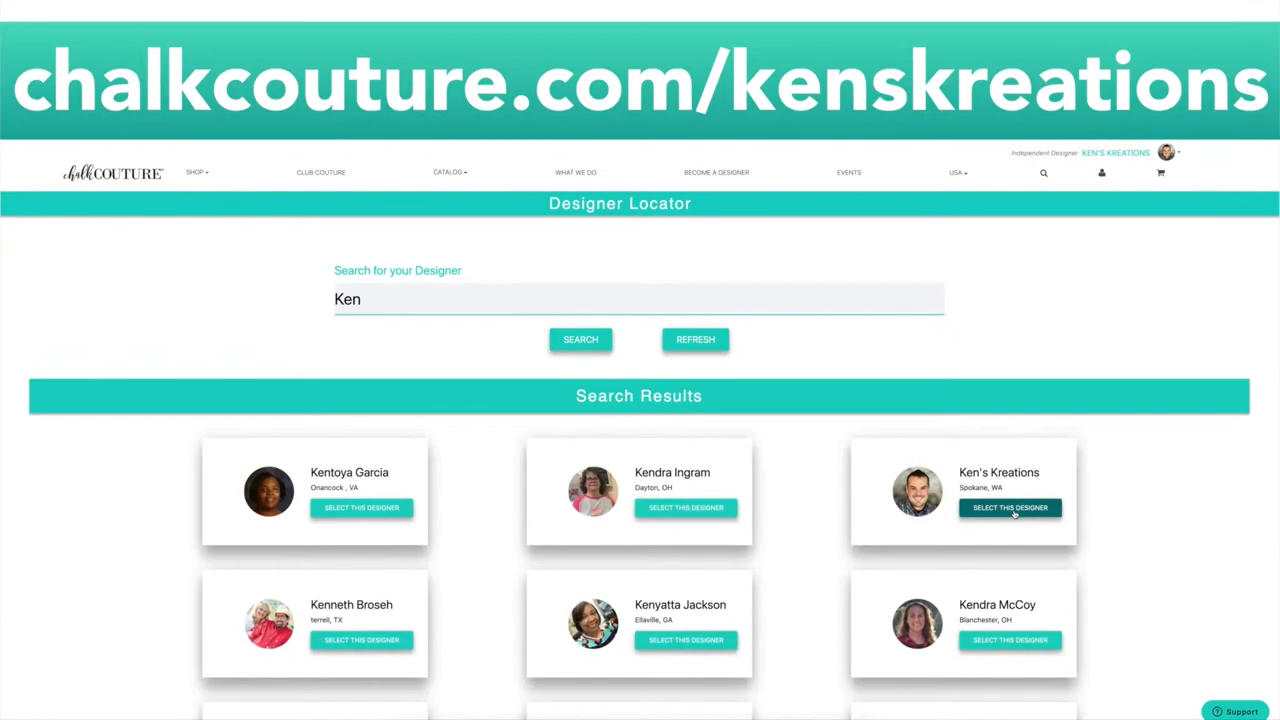 chalkcouture.com/kenskreations
Independent Designer KEN'S KREATIONS
chalkCOUTURE™ SHOP CLUB COUTURE CATALOG WHAT WE DO BECOME A DESIGNER EVENTS USA
Designer Locator
Search for your Designer
Ken
SEARCH REFRESH
Search Results
Kentoya Garcia
Onancock , VA
SELECT THIS DESIGNER
Kendra Ingram
Dayton, OH
SELECT THIS DESIGNER
Ken's Kreations
Spokane, WA
SELECT THIS DESIGNER
Kenneth Broseh
terrell, TX
SELECT THIS DESIGNER
Kenyatta Jackson
Ellaville, GA
SELECT THIS DESIGNER
Kendra McCoy
Blanchester, OH
SELECT THIS DESIGNER
? Support